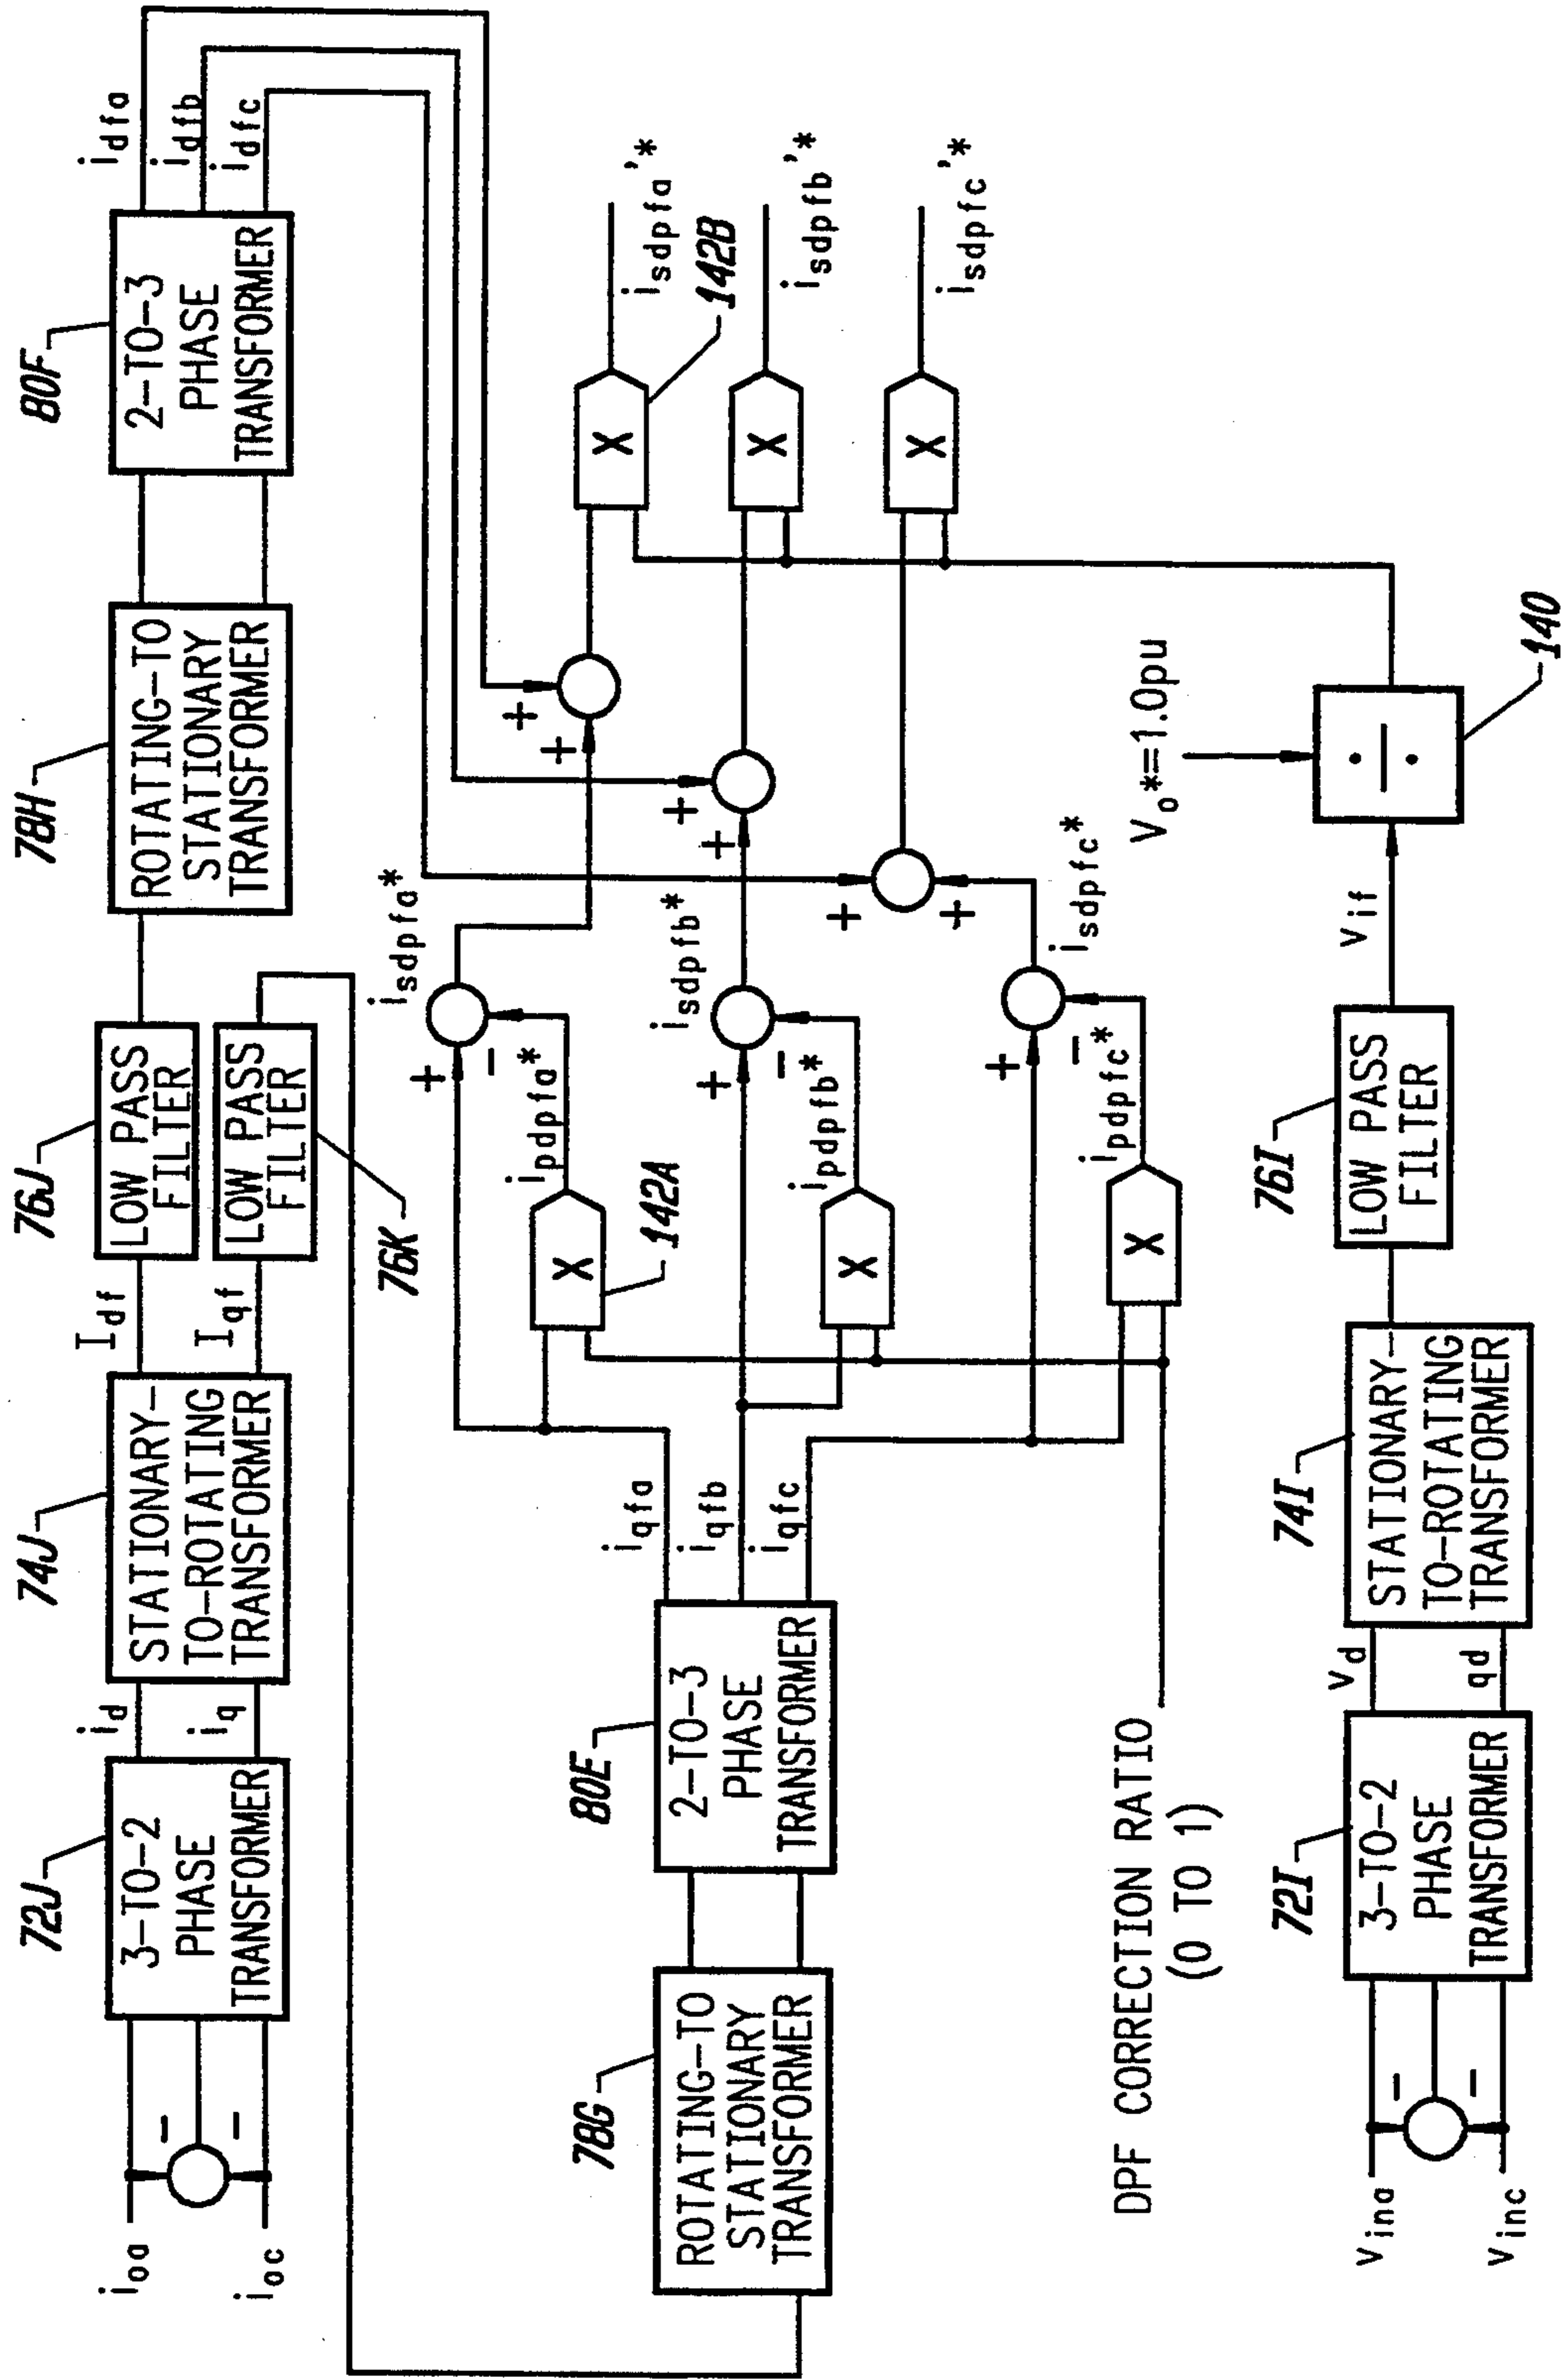 72J
3-TO-2
PHASE
TRANSFORMER
i_oa
i_oc
−
−
i_d
i_q
74J
STATIONARY-
TO-ROTATING
TRANSFORMER
I_df
I_qf
76J
LOW PASS
FILTER
LOW PASS
FILTER
76K
78H
ROTATING-TO
STATIONARY
TRANSFORMER
80F
2-TO-3
PHASE
TRANSFORMER
i_dfa
i_dfb
i_dfc
78G
ROTATING-TO
STATIONARY
TRANSFORMER
80E
2-TO-3
PHASE
TRANSFORMER
i_qfa
i_qfb
i_qfc
X
142A
X
X
i_pdpfa*
i_pdpfb*
i_pdpfc*
+
−
+
−
+
−
i_sdpfa*
i_sdpfb*
i_sdpfc*
+
+
+
+
+
+
X
142B
X
X
i_sdpfa'*
i_sdpfb'*
i_sdpfc'*
DPF CORRECTION RATIO
(0 TO 1)
v_ina
v_inc
−
−
72I
3-TO-2
PHASE
TRANSFORMER
v_d
qd
74I
STATIONARY-
TO-ROTATING
TRANSFORMER
76I
LOW PASS
FILTER
v_if
V_o*=1.0pu
÷
140